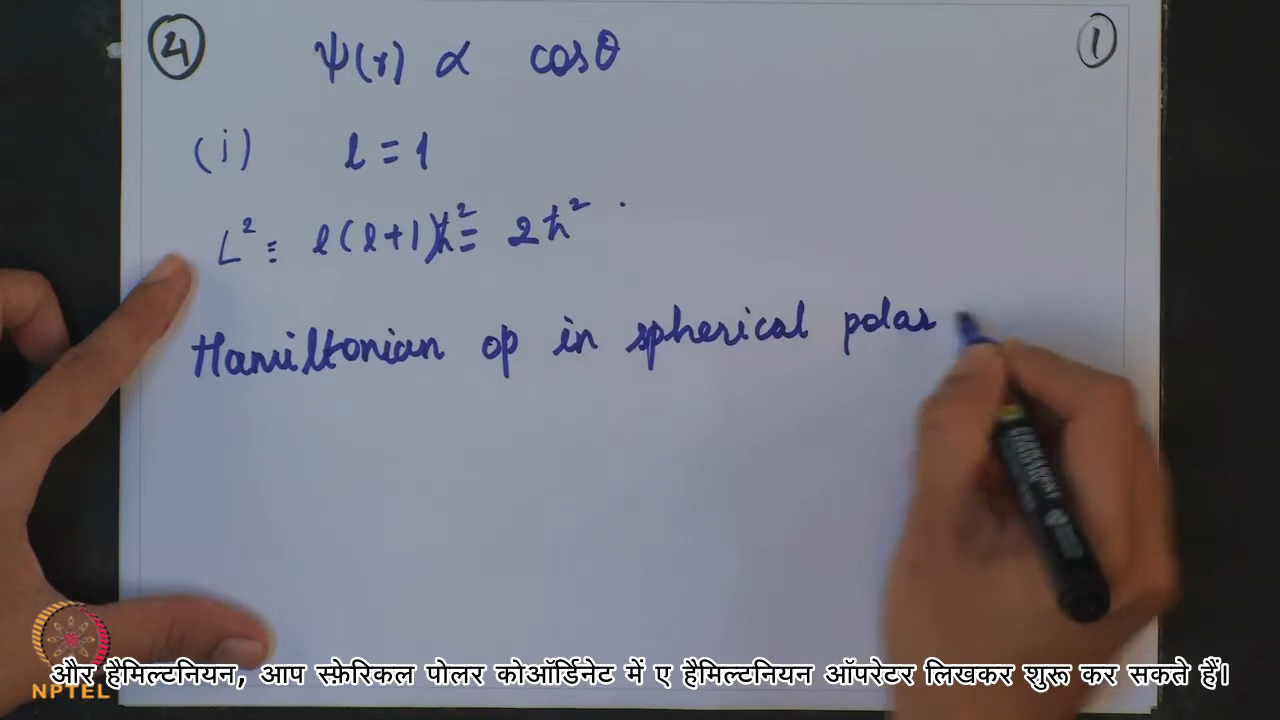 4 ψ(r) ∝ cosθ 1
(i) l = 1
L² = l(l+1)ħ² = 2ħ².
Hamiltonian op in spherical polar
और हैमिल्टनियन, आप स्फ़ेरिकल पोलर कोऑर्डिनेट में ए हैमिल्टनियन ऑपरेटर लिखकर शुरू कर सकते हैं।
NPTEL